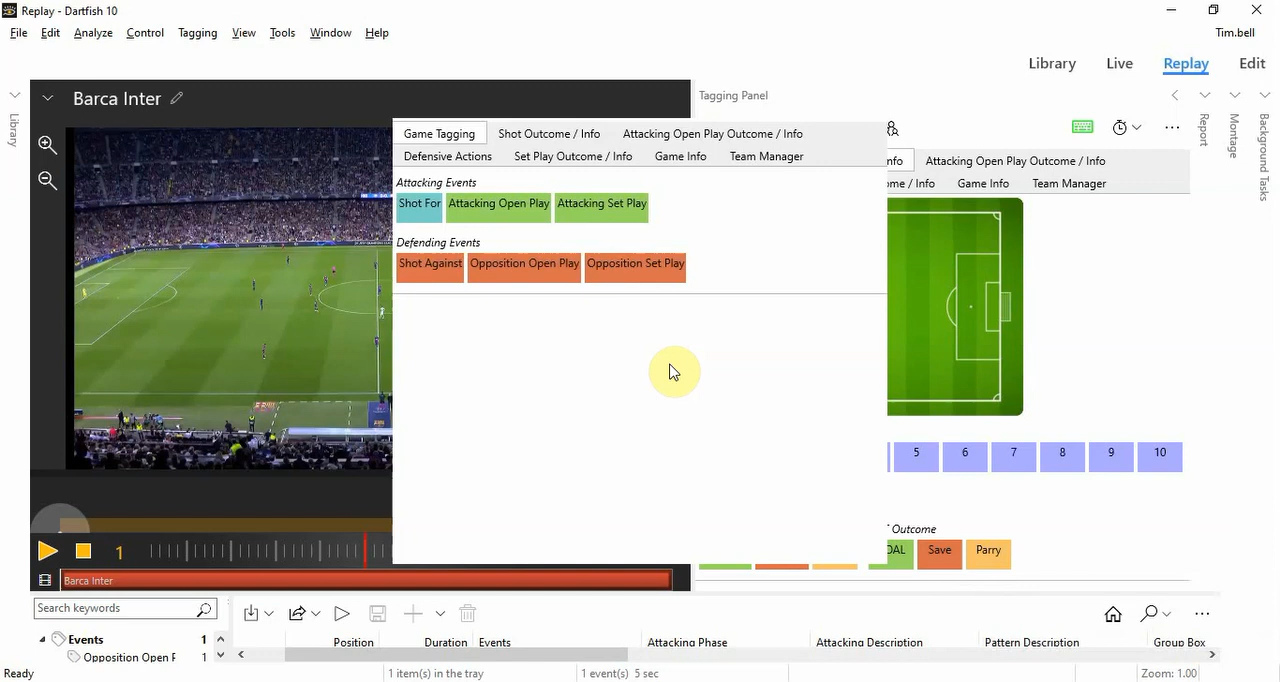 Replay - Dartfish 10
File Edit Analyze Control Tagging View Tools Window Help
Tim.bell
Library Live Replay Edit
Library
Barca Inter
Tagging Panel
Report
Montage
Background Tasks
Game Tagging Shot Outcome / Info Attacking Open Play Outcome / Info
Defensive Actions Set Play Outcome / Info Game Info Team Manager
Attacking Events
Shot For Attacking Open Play Attacking Set Play
Defending Events
Shot Against Opposition Open Play Opposition Set Play
nfo Attacking Open Play Outcome / Info
me / Info Game Info Team Manager
5 6 7 8 9 10
Outcome
OAL Save Parry
1
Barca Inter
Search keywords
Events 1
Opposition Open F 1
Position Duration Events Attacking Phase Attacking Description Pattern Description Group Box
Ready 1 item(s) in the tray 1 event(s) 5 sec Zoom: 1.00